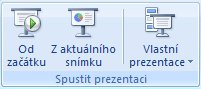 Od začátku
Z aktuálního snímku
Vlastní prezentace
Spustit prezentaci